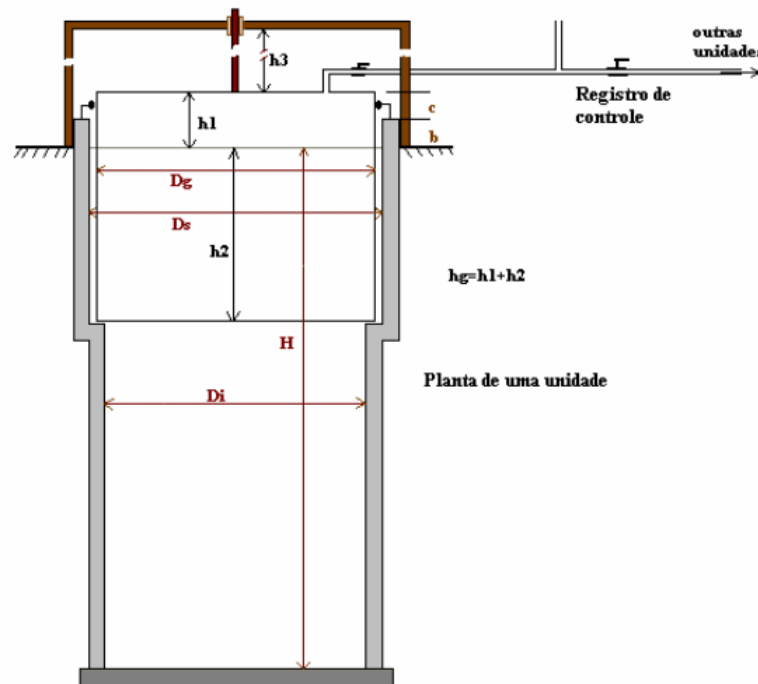 outras
unidades
h3
Registro de
controle
c
h1
b
Dg
Ds
h2
hg=h1+h2
H
Planta de uma unidade
Di